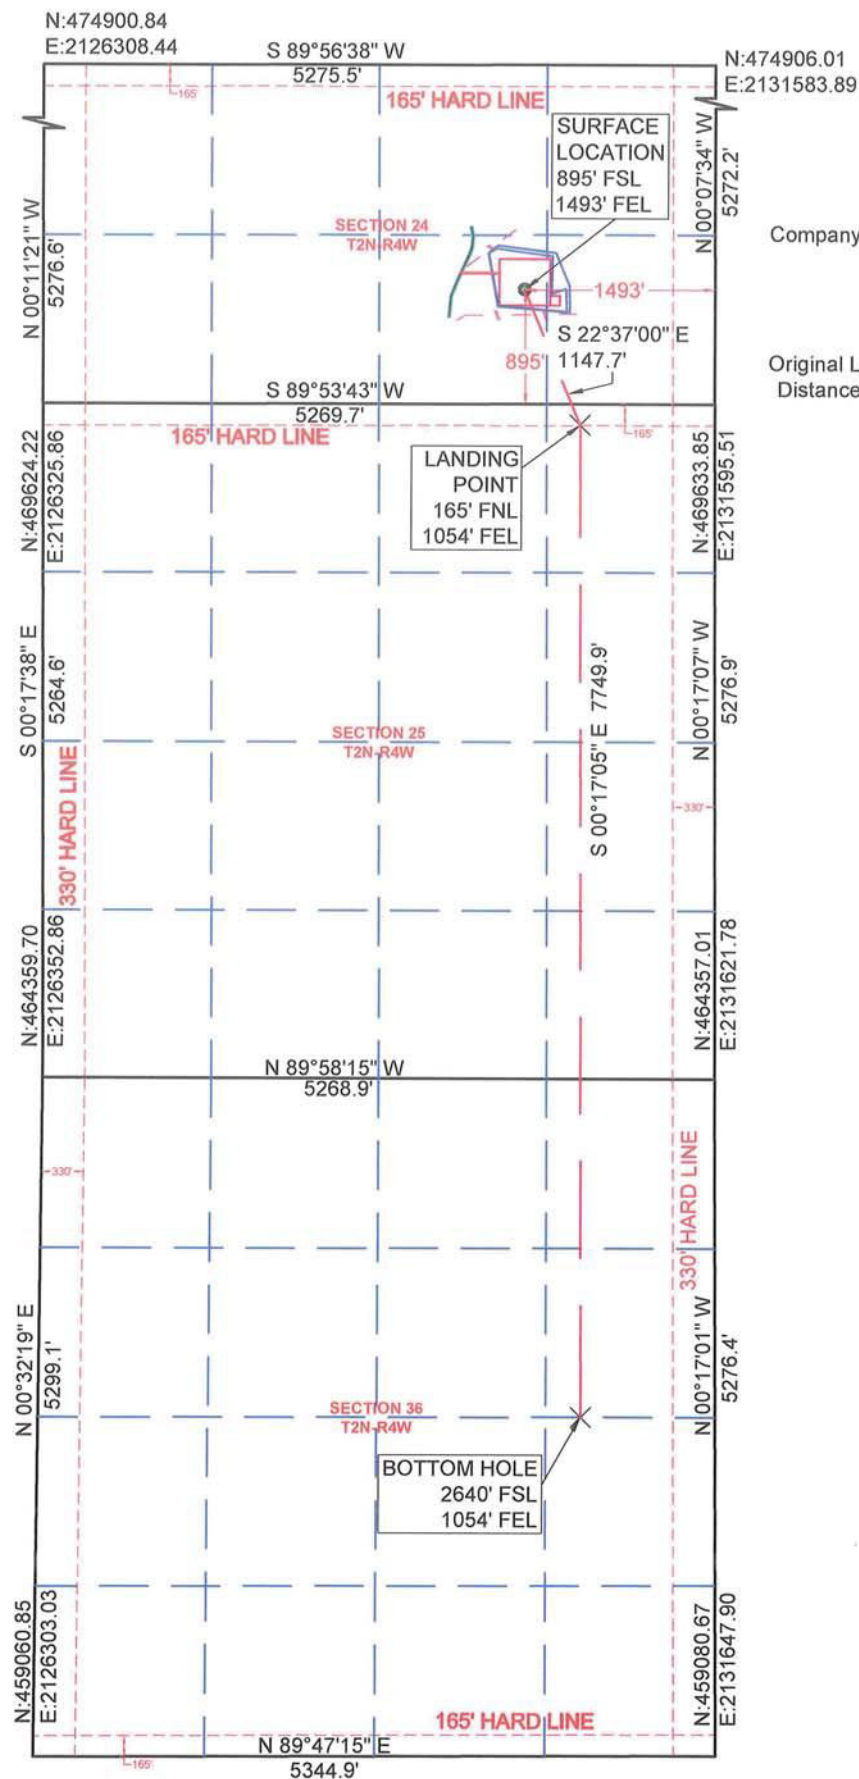 N:474900.84
E:2126308.44
S 89°56'38" W
5275.5'
N:474906.01
E:2131583.89
165'
165' HARD LINE
SURFACE
LOCATION
895' FSL
1493' FEL
N 00°07'34" W
5272.2'
SECTION 24
T2N-R4W
Company
N 00°11'21" W
5276.6'
1493'
895'
S 22°37'00" E
1147.7'
Original L
Distance
S 89°53'43" W
5269.7'
165' HARD LINE
165'
N:469624.22
E:2126325.86
LANDING
POINT
165' FNL
1054' FEL
N:469633.85
E:2131595.51
S 00°17'38" E
5264.6'
SECTION 25
T2N-R4W
S 00°17'05" E 7749.9'
N 00°17'07" W
5276.9'
330' HARD LINE
330'
N:464359.70
E:2126352.86
N:464357.01
E:2131621.78
N 89°58'15" W
5268.9'
330'
330' HARD LINE
N 00°32'19" E
5299.1'
SECTION 36
T2N-R4W
N 00°17'01" W
5276.4'
BOTTOM HOLE
2640' FSL
1054' FEL
N:459060.85
E:2126303.03
N:459080.67
E:2131647.90
165' HARD LINE
165'
N 89°47'15" E
5344.9'